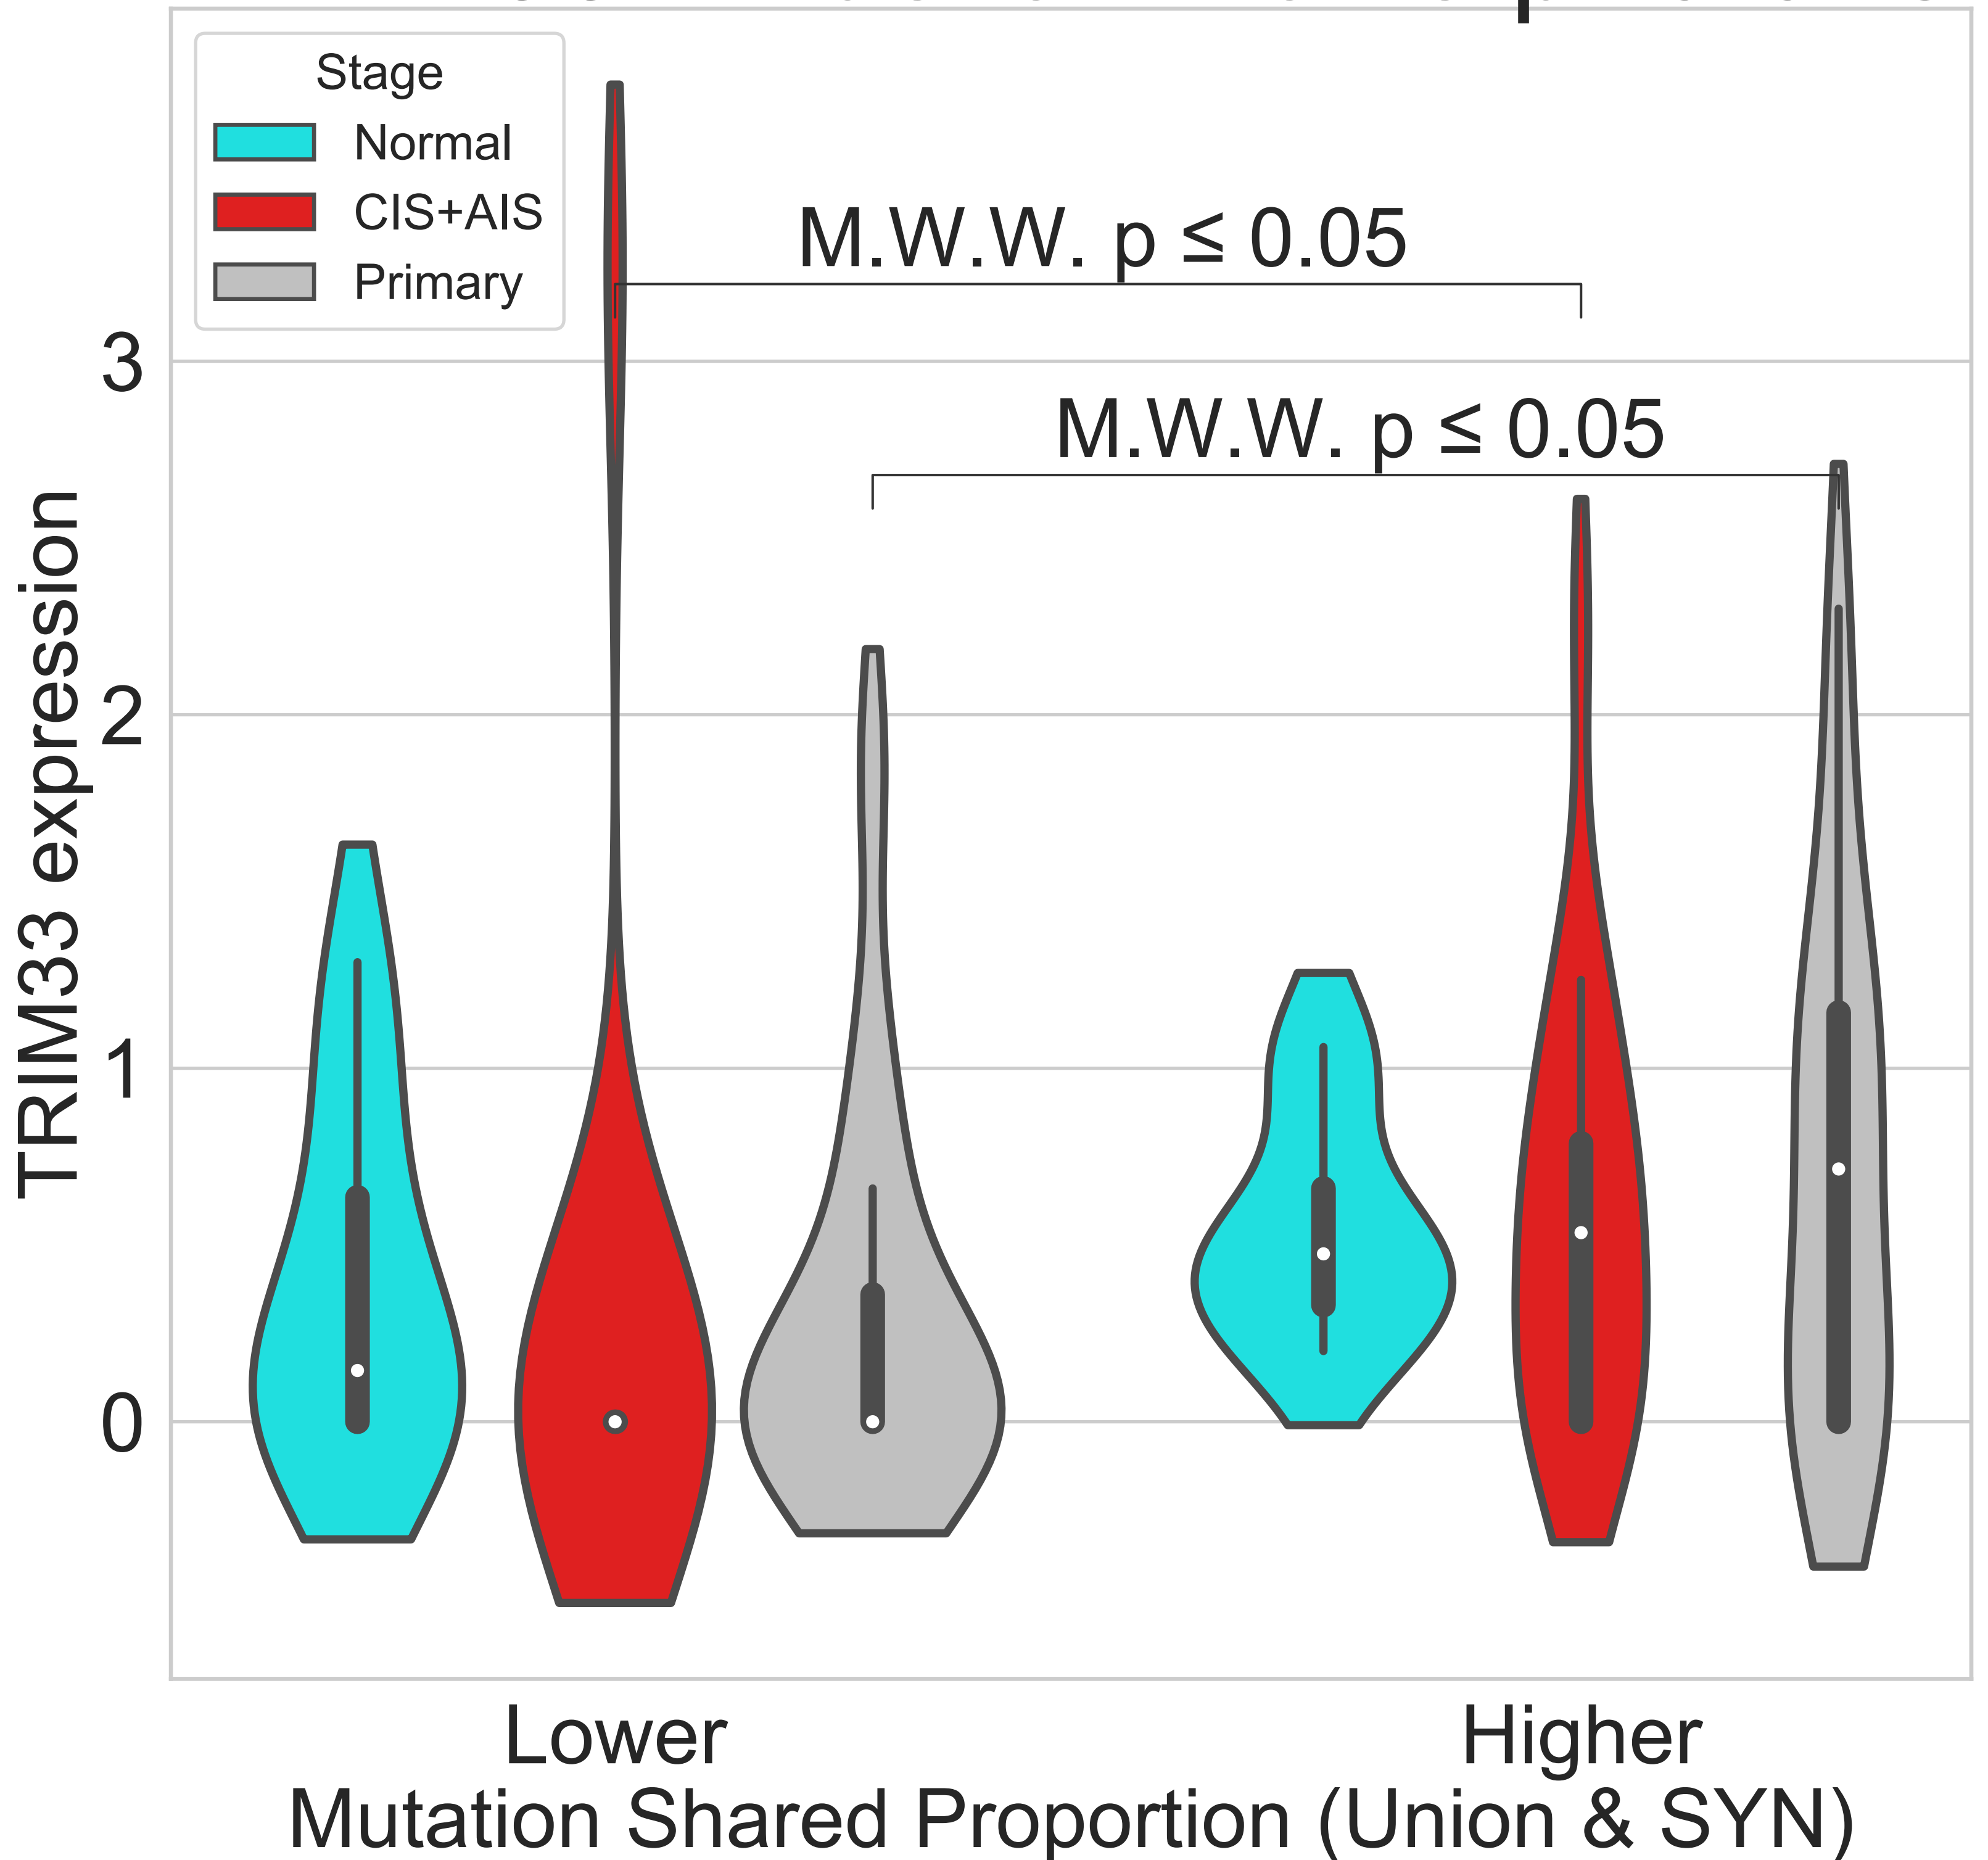 Stage
Normal
CIS+AIS
Primary
M.W.W. p ≤ 0.05
M.W.W. p ≤ 0.05
3
2
1
0
TRIM33 expression
Lower
Higher
Mutation Shared Proportion (Union & SYN)